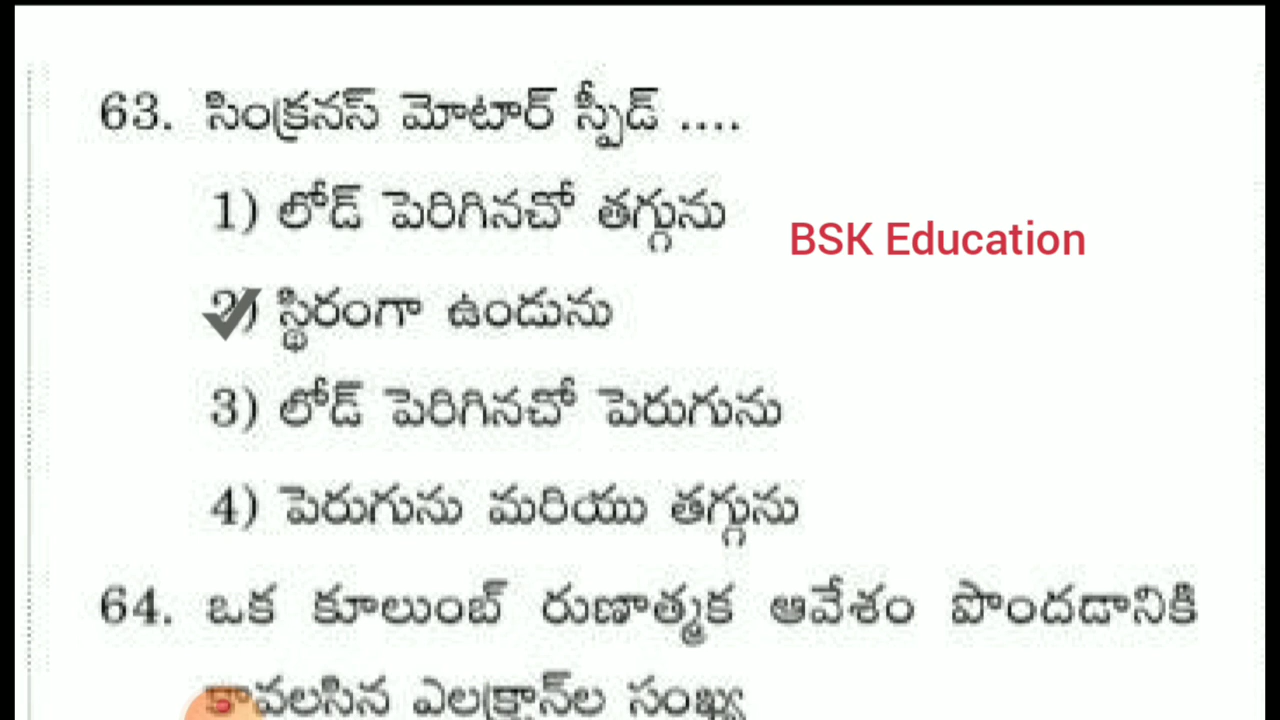 63. సింక్రనస్ మోటార్ స్పీడ్ ....
1) లోడ్ పెరిగినచో తగ్గును
BSK Education
2) స్థిరంగా ఉండును
3) లోడ్ పెరిగినచో పెరుగును
4) పెరుగును మరియు తగ్గును
64. ఒక కూలుంబ్ రుణాత్మక ఆవేశం పొందడానికి
కావలసిన ఎలక్ట్రాన్‌ల సంఖ్య